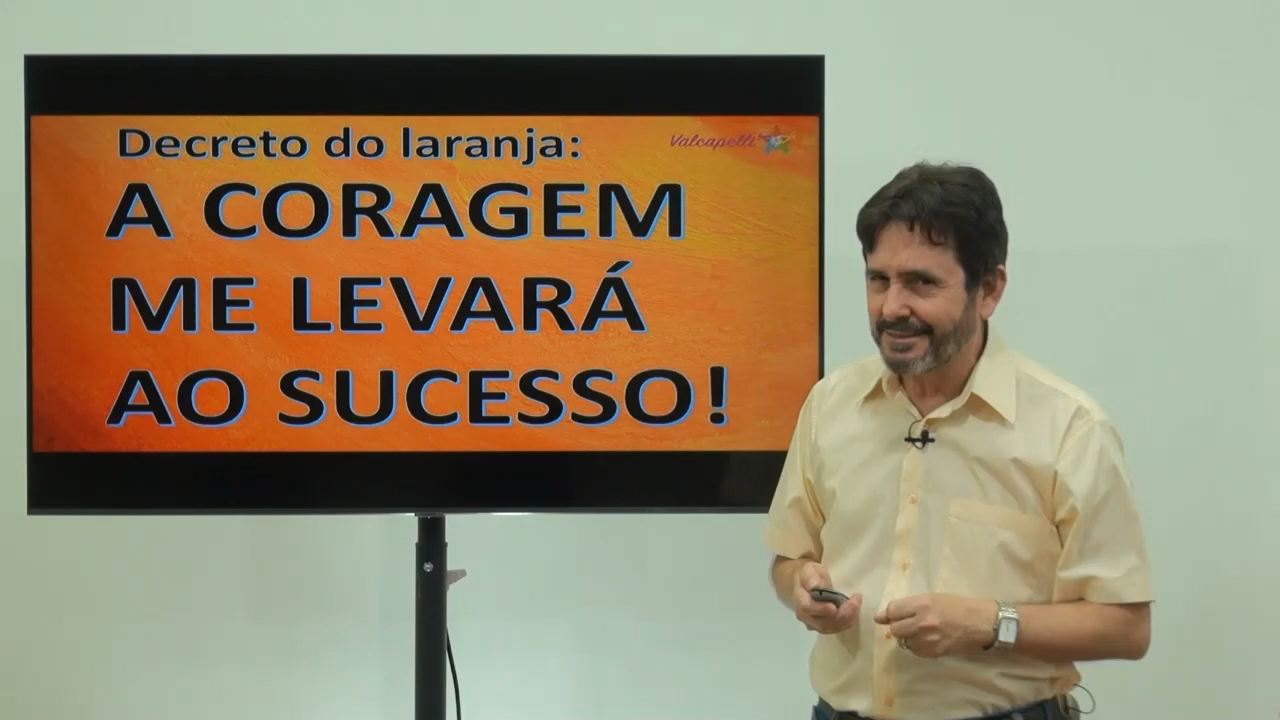 Decreto do laranja:
Valcapelli
A CORAGEM
ME LEVARÁ
AO SUCESSO!